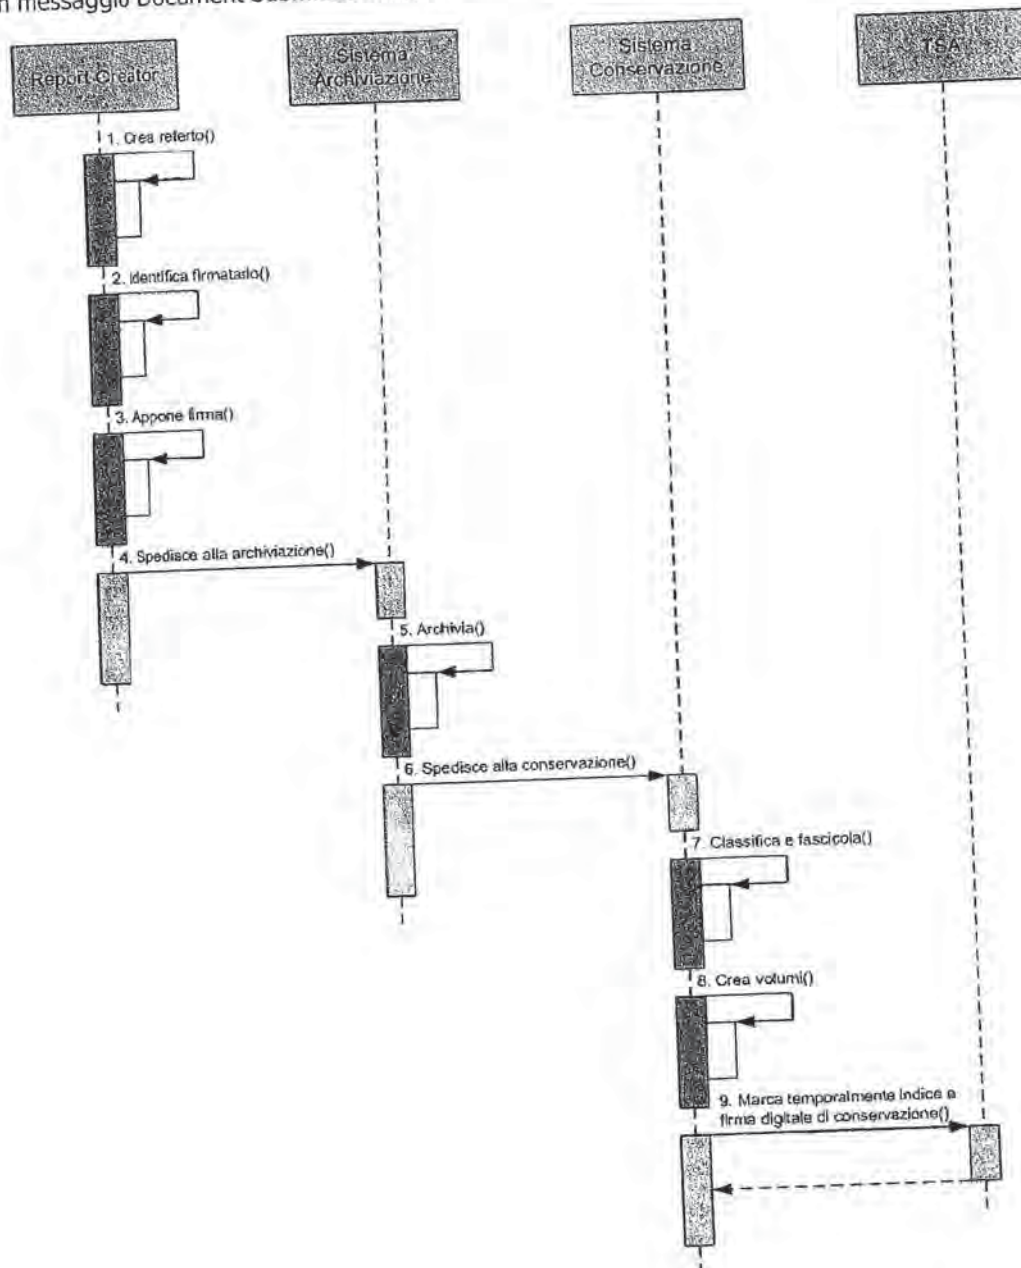 messaggio Document
Report Creator
Sistema
Archiviazione
Sistema
Conservazione
TSA
1. Crea referto()
2. Identifica firmatario()
3. Appone firma()
4. Spedisce alla archiviazione()
5. Archivia()
6. Spedisce alla conservazione()
7. Classifica e fascicola()
8. Crea volumi()
9. Marca temporalmente indice e
firma digitale di conservazione()